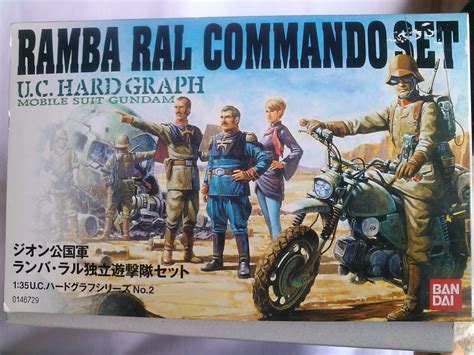 RAMBA RAL COMMANDO SET
U.C. HARD GRAPH
MOBILE SUIT GUNDAM
ジオン公国軍
ランバ・ラル独立遊撃隊セット
1:35 U.C.ハードグラフシリーズ No.2
0146729
BAN
DAI